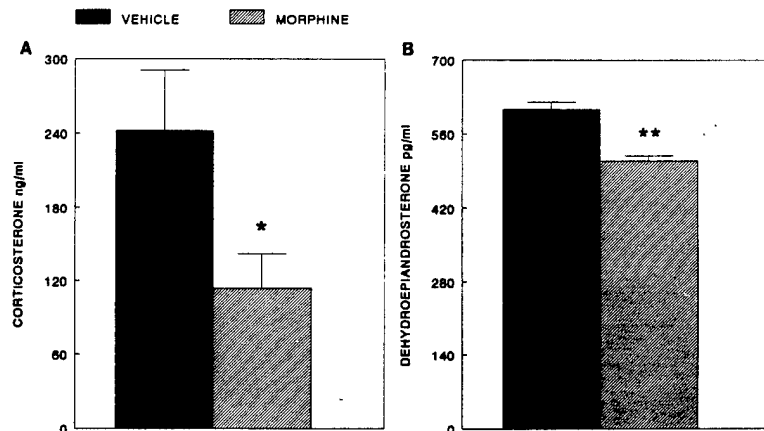 VEHICLE
MORPHINE
A
CORTICOSTERONE ng/ml
300
240
180
120
60
0
*
B
DEHYDROEPIANDROSTERONE pg/ml
700
560
420
280
140
0
**